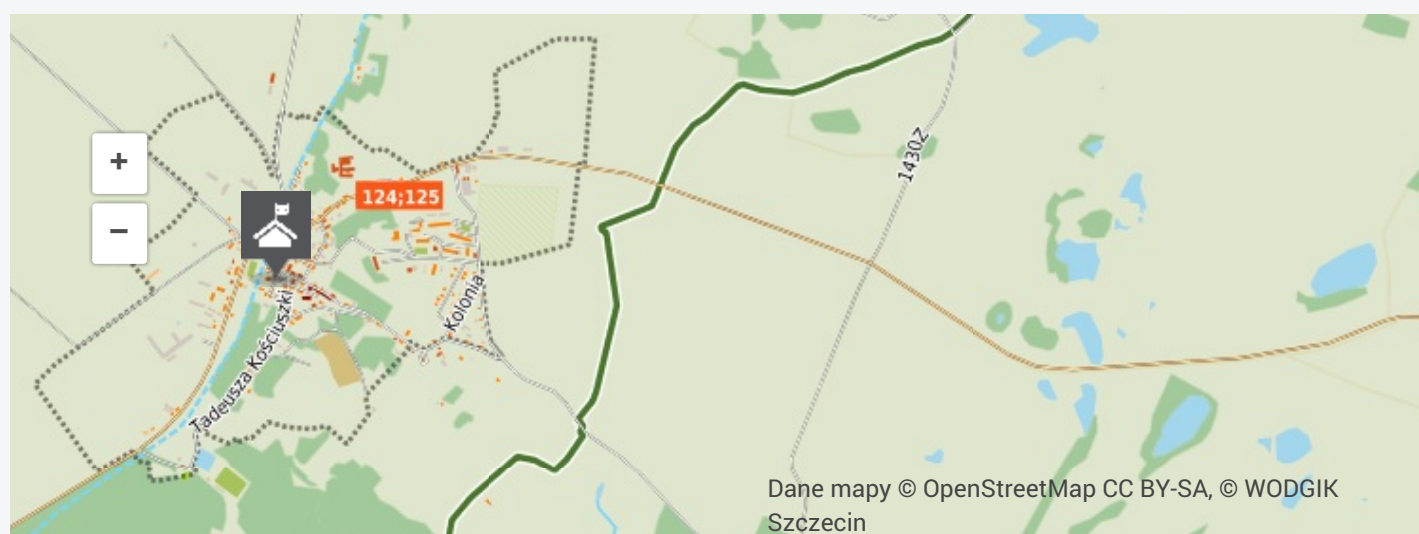 +
1430Z
124;125
−
Kolonia
Tadeusza Kościuszki
Dane mapy © OpenStreetMap CC BY-SA, © WODGIK
Szczecin